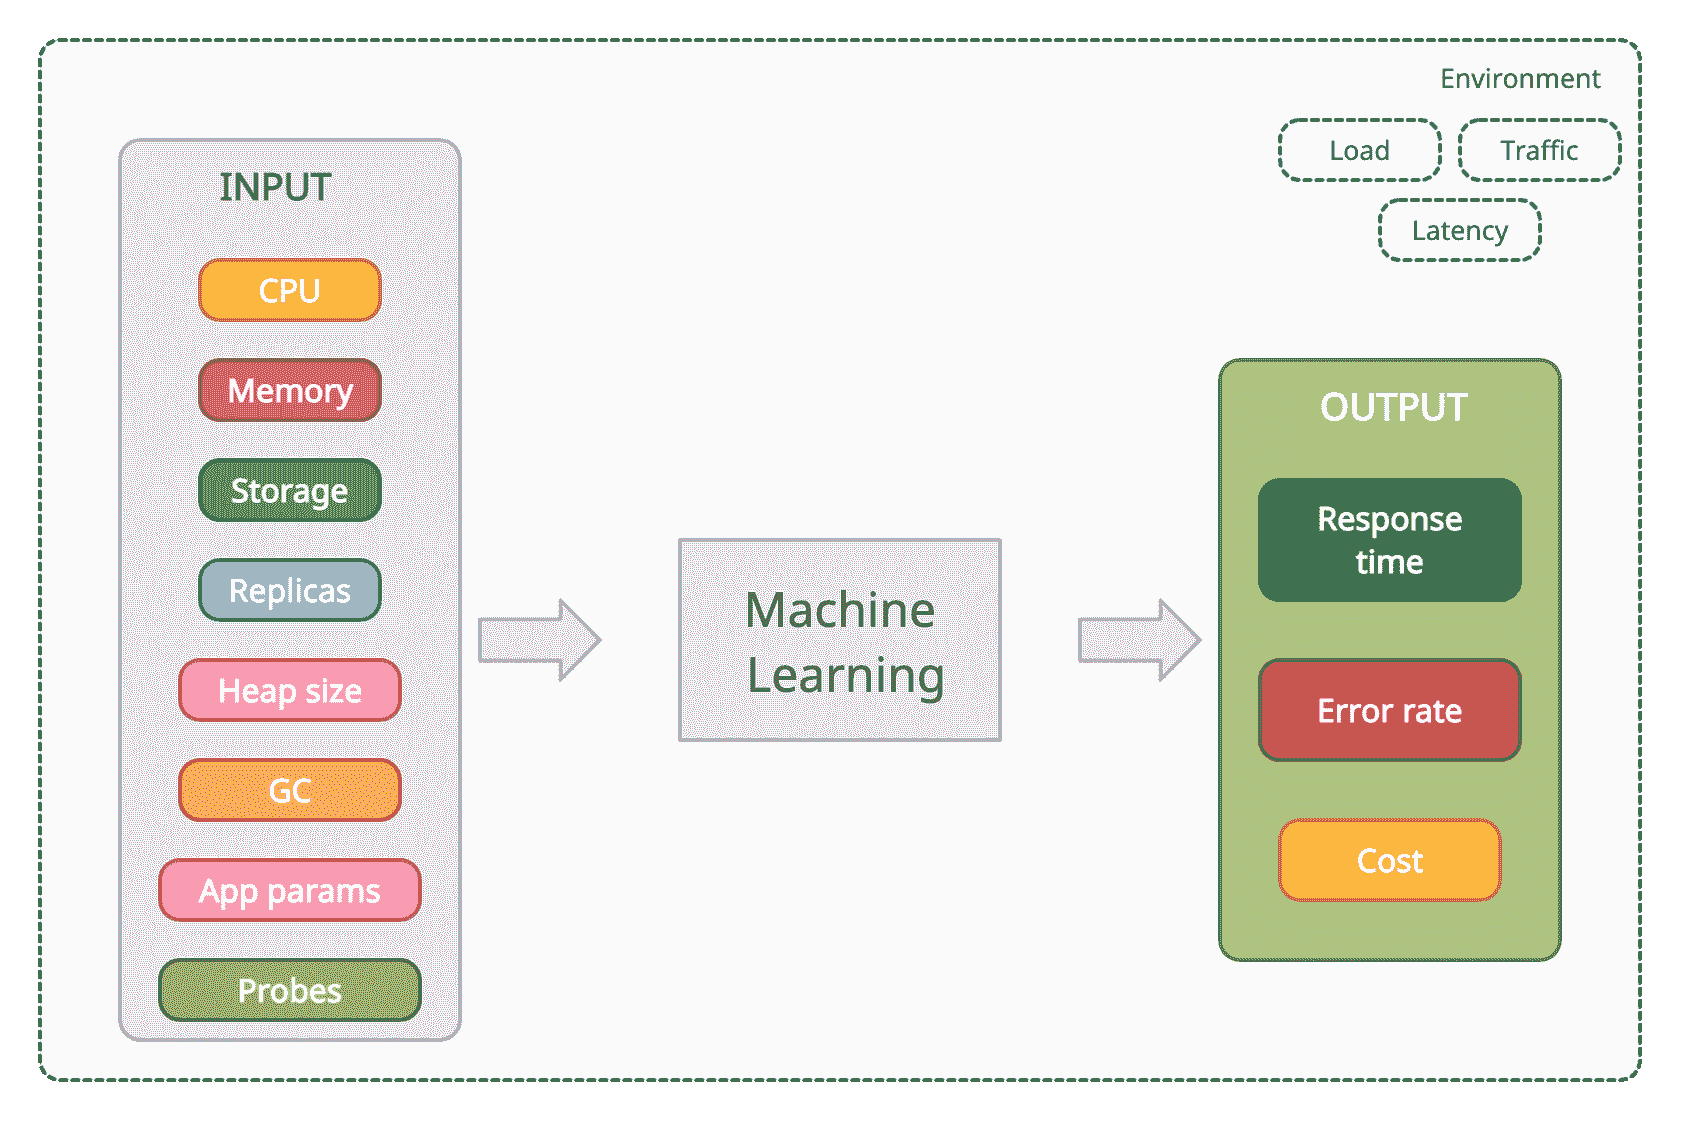 Environment
Load
Traffic
Latency
INPUT
CPU
Memory
Storage
Replicas
Heap size
GC
App params
Probes
Machine
Learning
OUTPUT
Response
time
Error rate
Cost